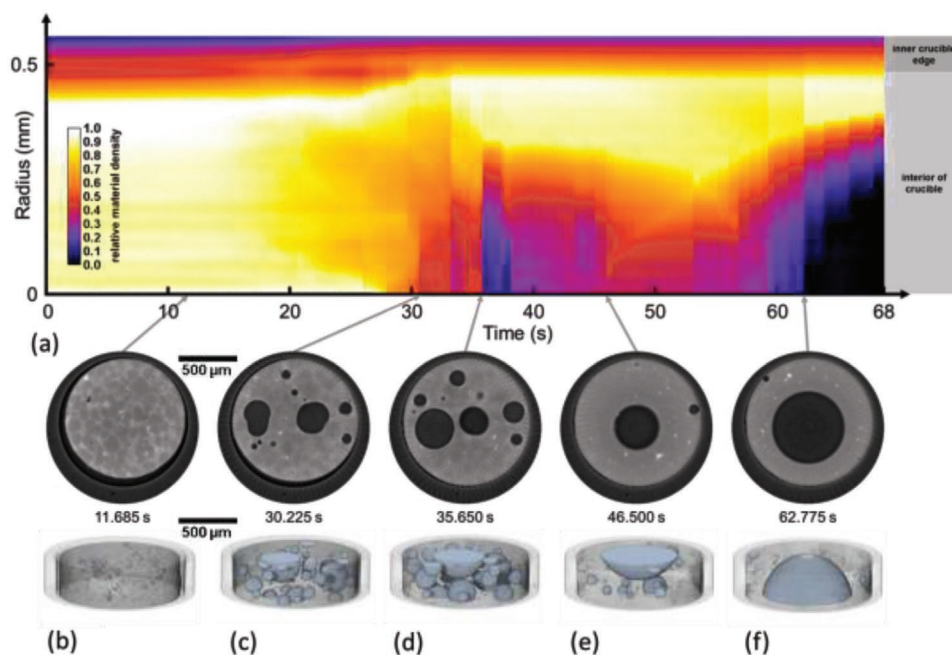 0.5
Radius (mm)
0
1.0
0.9
0.8
0.7
0.6
0.5
0.4
0.3
0.2
0.1
0.0
relative material density
inner crucible
edge
interior of
crucible
0 10 20 30 40 50 60 68
Time (s)
(a)
500 µm
11.685 s 30.225 s 35.650 s 46.500 s 62.775 s
500 µm
(b) (c) (d) (e) (f)